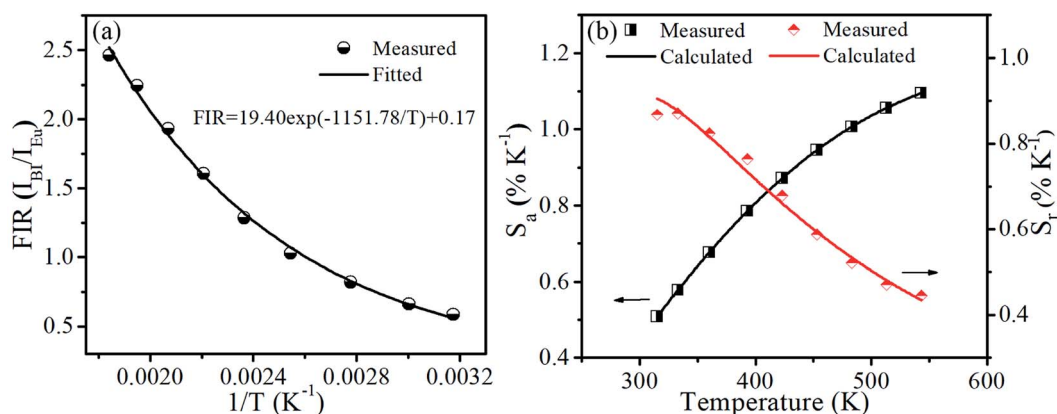 (a)
Measured
Fitted
FIR=19.40exp(-1151.78/T)+0.17
FIR (I_BI/I_Eu)
2.5
2.0
1.5
1.0
0.5
0.0020
0.0024
0.0028
0.0032
1/T (K⁻¹)
(b)
Measured
Measured
Calculated
Calculated
S_a (% K⁻¹)
1.2
1.0
0.8
0.6
0.4
S_r (% K⁻¹)
1.0
0.8
0.6
0.4
300
400
500
600
Temperature (K)